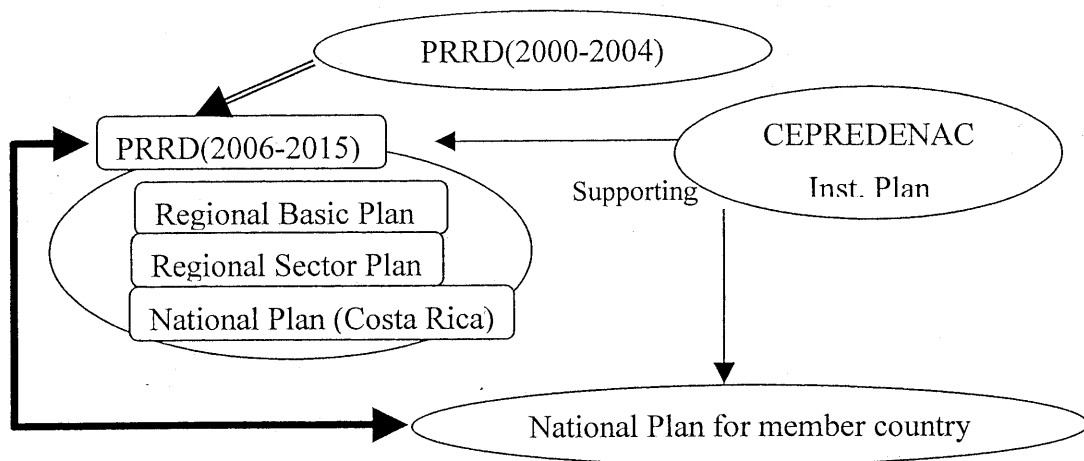 PRRD(2000-2004)
PRRD(2006-2015)
CEPREDENAC
Inst. Plan
Supporting
Regional Basic Plan
Regional Sector Plan
National Plan (Costa Rica)
National Plan for member country